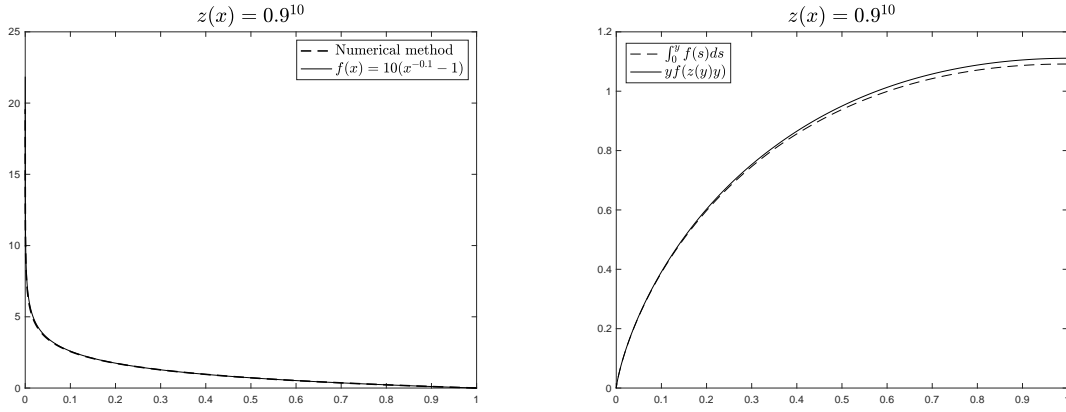 z(x) = 0.9^{10}
25
20
15
10
5
0
Numerical method
f(x) = 10(x^{-0.1} − 1)
0 0.1 0.2 0.3 0.4 0.5 0.6 0.7 0.8 0.9 1
z(x) = 0.9^{10}
1.2
1
0.8
0.6
0.4
0.2
0
∫_0^y f(s)ds
yf(z(y)y)
0 0.1 0.2 0.3 0.4 0.5 0.6 0.7 0.8 0.9 1